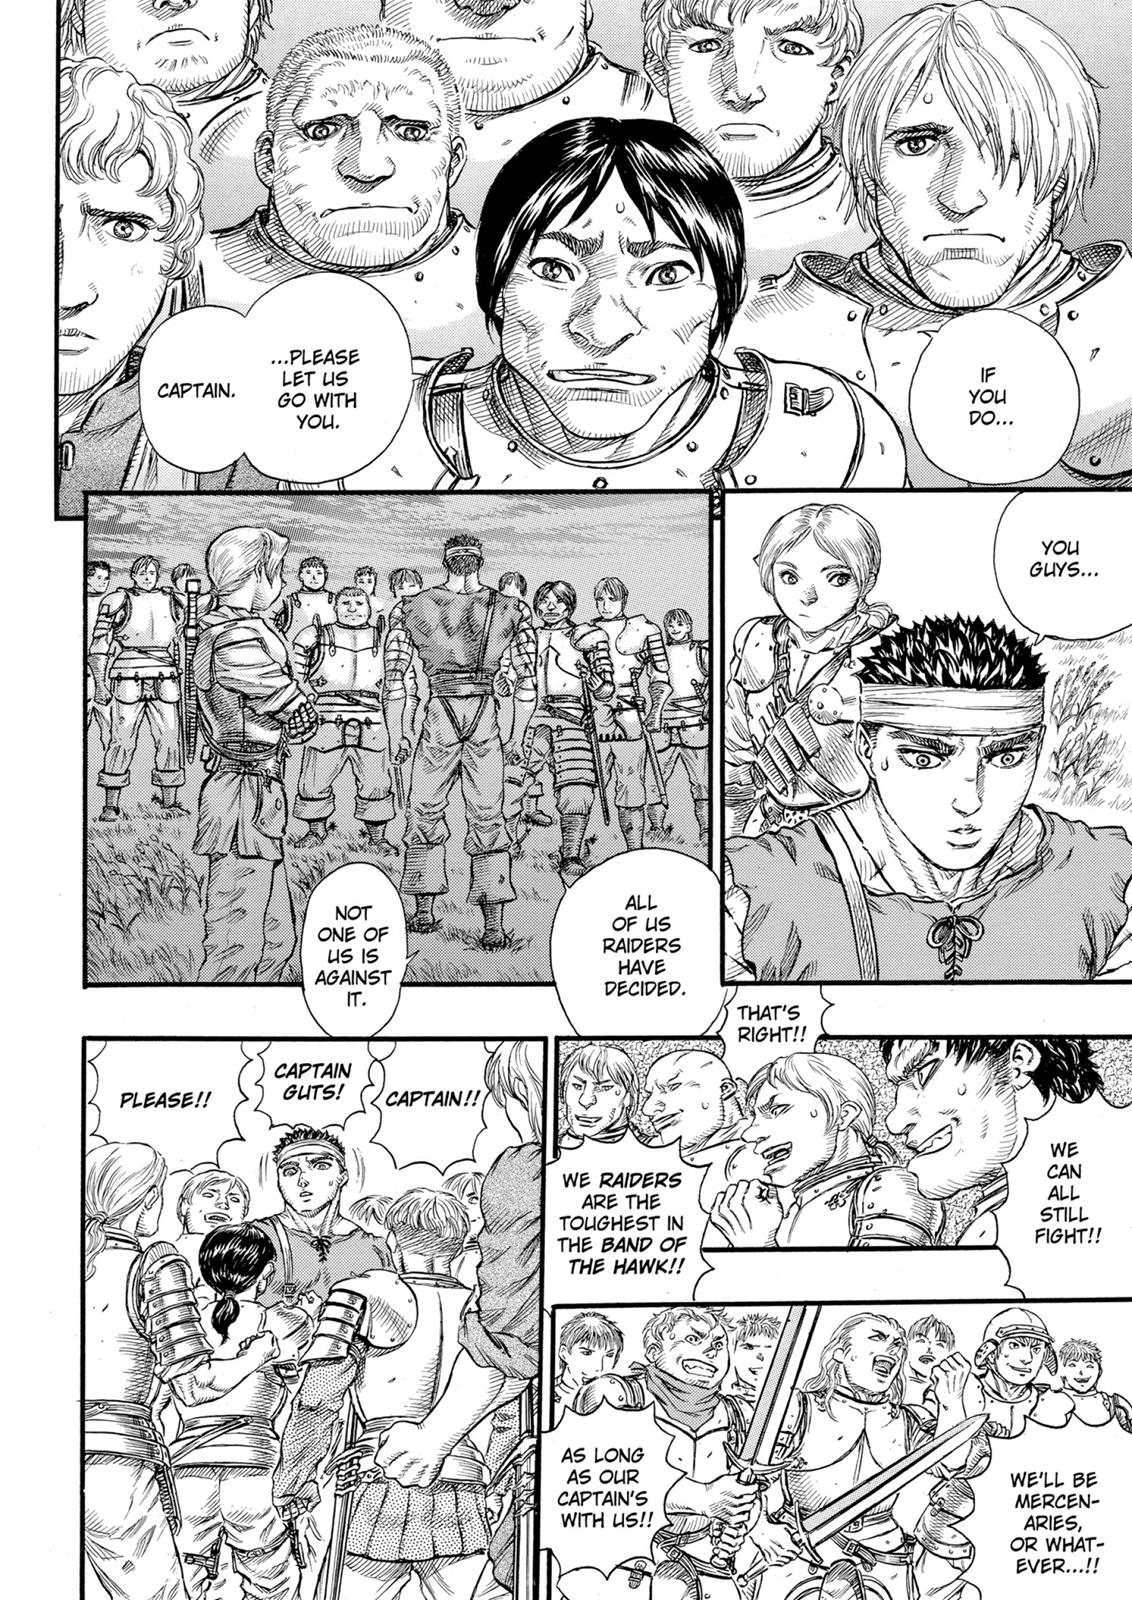 IF
YOU
DO...
...PLEASE
LET US
GO WITH
YOU.
CAPTAIN.
YOU
GUYS...
ALL
OF US
RAIDERS
HAVE
DECIDED.
NOT
ONE OF
US IS
AGAINST
IT.
THAT'S
RIGHT!!
WE
CAN
ALL
STILL
FIGHT!!
WE RAIDERS
ARE THE
TOUGHEST IN
THE BAND OF
THE HAWK!!
WE'LL BE
MERCEN-
ARIES,
OR WHAT-
EVER...!!
AS LONG
AS OUR
CAPTAIN'S
WITH US!!
CAPTAIN!!
CAPTAIN
GUTS!
PLEASE!!